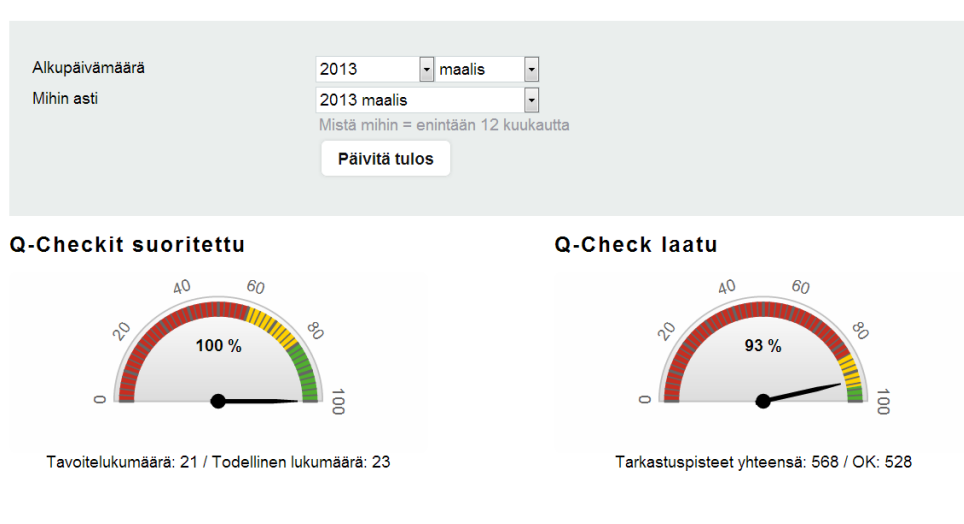 Alkupäivämäärä 2013 maalis
Mihin asti 2013 maalis
Mistä mihin = enintään 12 kuukautta
Päivitä tulos
Q-Checkit suoritettu
0 20 40 60 80 100
100 %
Tavoitelukumäärä: 21 / Todellinen lukumäärä: 23
Q-Check laatu
0 20 40 60 80 100
93 %
Tarkastuspisteet yhteensä: 568 / OK: 528